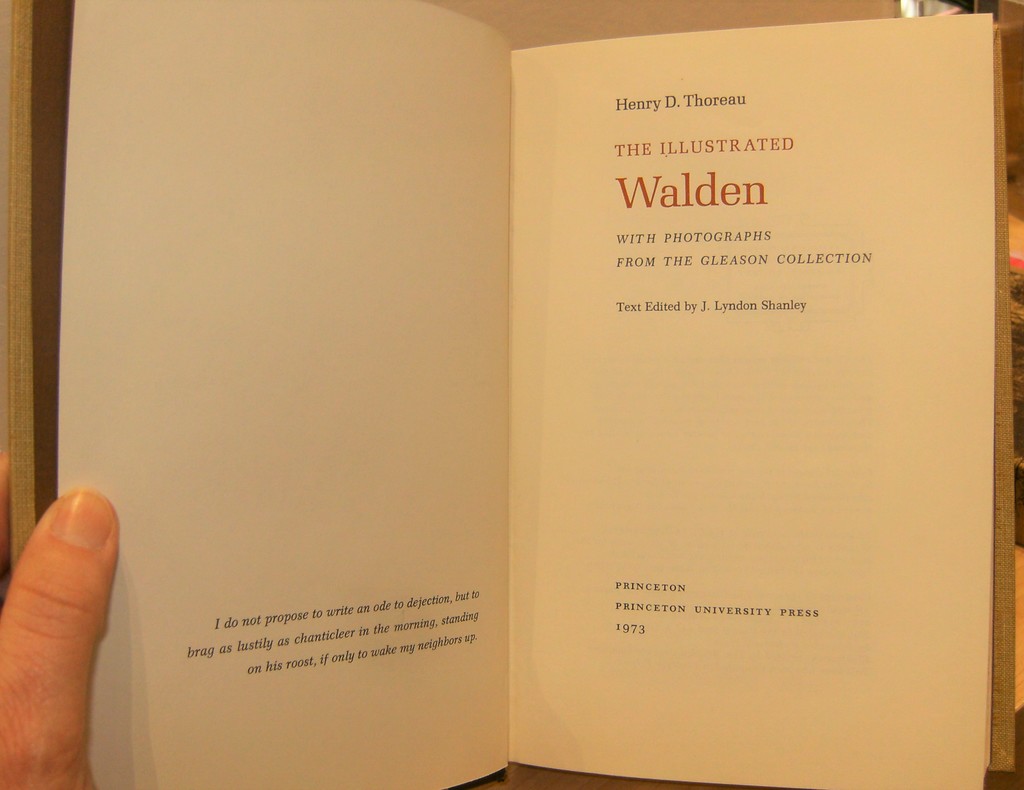 I do not propose to write an ode to dejection, but to
brag as lustily as chanticleer in the morning, standing
on his roost, if only to wake my neighbors up.
Henry D. Thoreau
THE ILLUSTRATED
Walden
WITH PHOTOGRAPHS
FROM THE GLEASON COLLECTION
Text Edited by J. Lyndon Shanley
PRINCETON
PRINCETON UNIVERSITY PRESS
1973